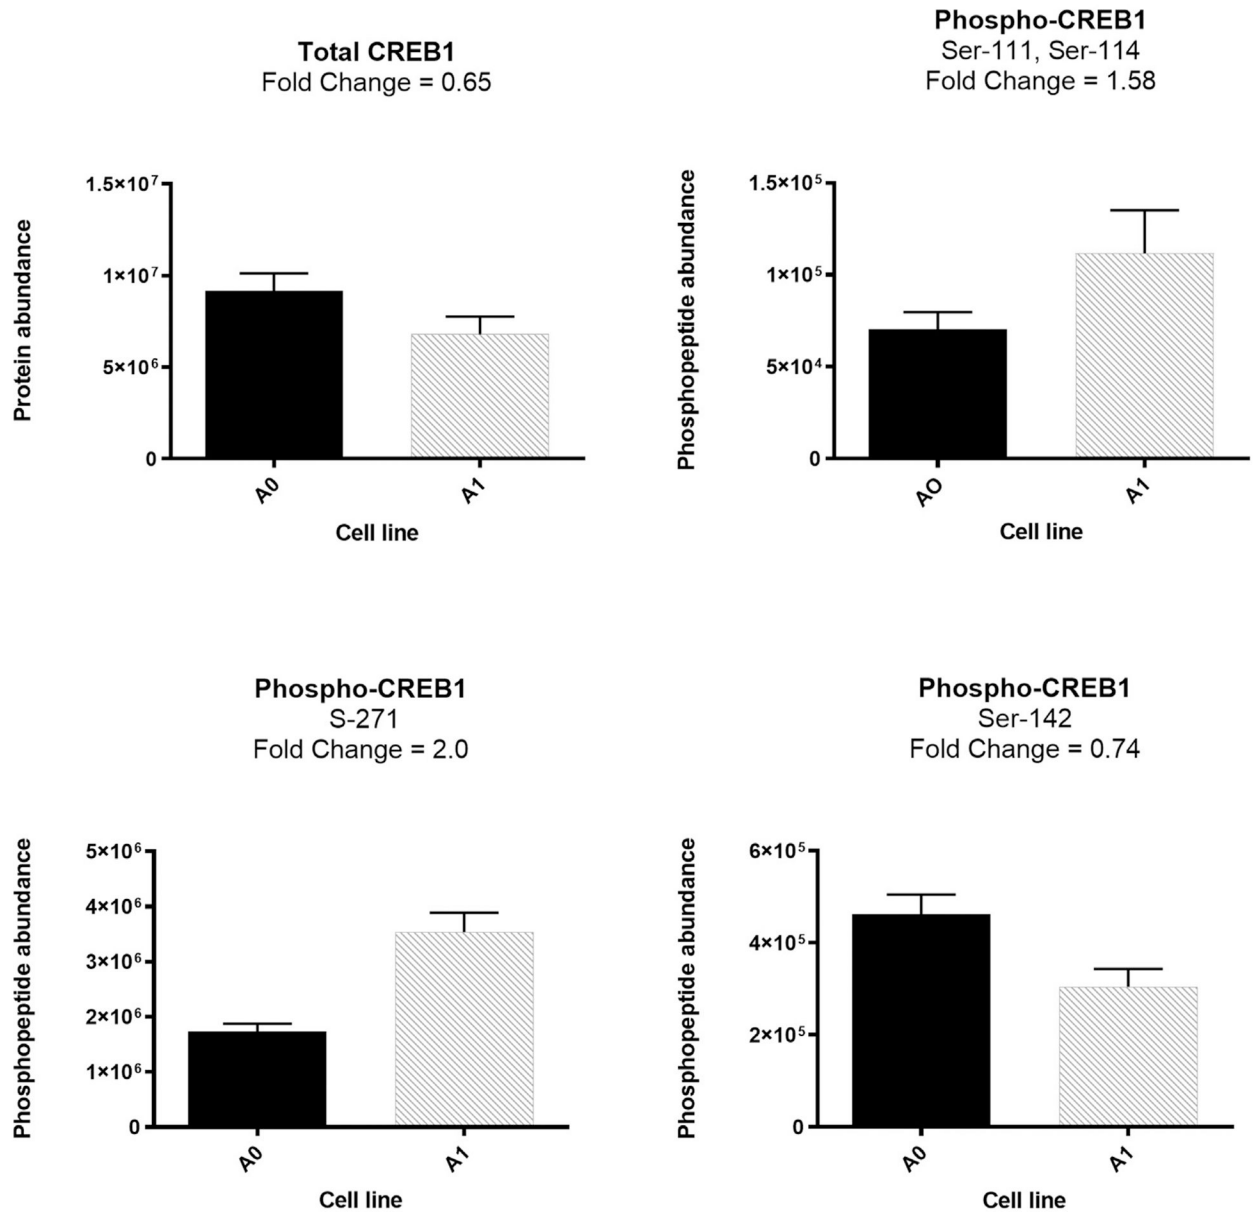 Total CREB1
Fold Change = 0.65
Protein abundance
1.5×10⁷
1×10⁷
5×10⁶
0
A0
A1
Cell line
Phospho-CREB1
Ser-111, Ser-114
Fold Change = 1.58
Phosphopeptide abundance
1.5×10⁵
1×10⁵
5×10⁴
0
AO
A1
Cell line
Phospho-CREB1
S-271
Fold Change = 2.0
Phosphopeptide abundance
5×10⁶
4×10⁶
3×10⁶
2×10⁶
1×10⁶
0
A0
A1
Cell line
Phospho-CREB1
Ser-142
Fold Change = 0.74
Phosphopeptide abundance
6×10⁵
4×10⁵
2×10⁵
0
A0
A1
Cell line